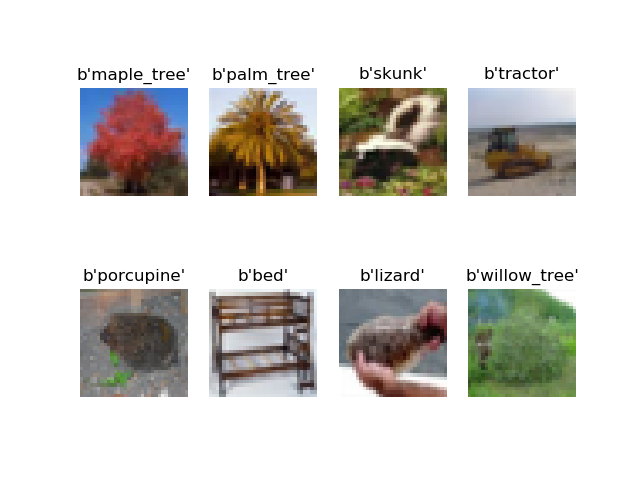 b'maple_tree'
b'palm_tree'
b'skunk'
b'tractor'
b'porcupine'
b'bed'
b'lizard'
b'willow_tree'